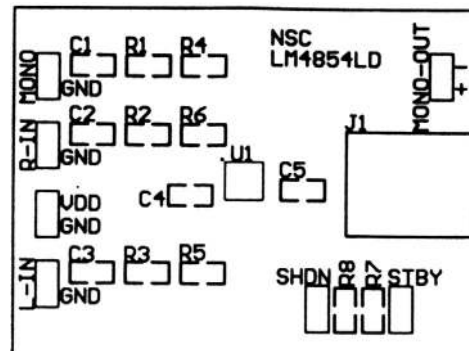 C1 R1 R4
NSC
LM4854LD
MONO
GND
MONO-OUT
-
+
C2 R2 R6
R-IN
GND
J1
U1
VDD
GND
C4
C5
C3 R3 R5
L-IN
GND
SHDN
R8
R7
STBY